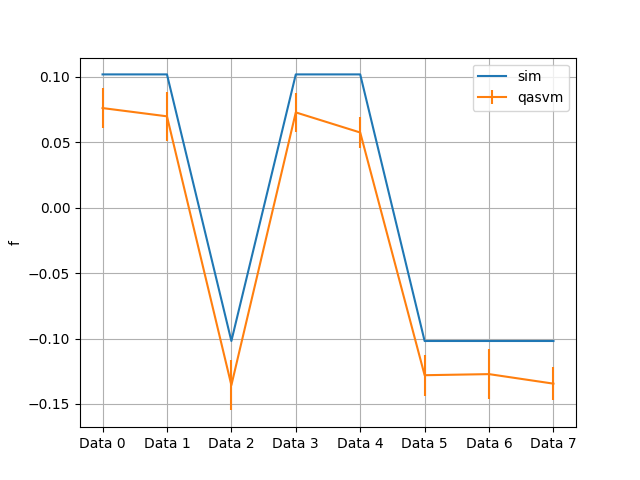 sim
qasvm
0.10
0.05
0.00
−0.05
−0.10
−0.15
f
Data 0
Data 1
Data 2
Data 3
Data 4
Data 5
Data 6
Data 7